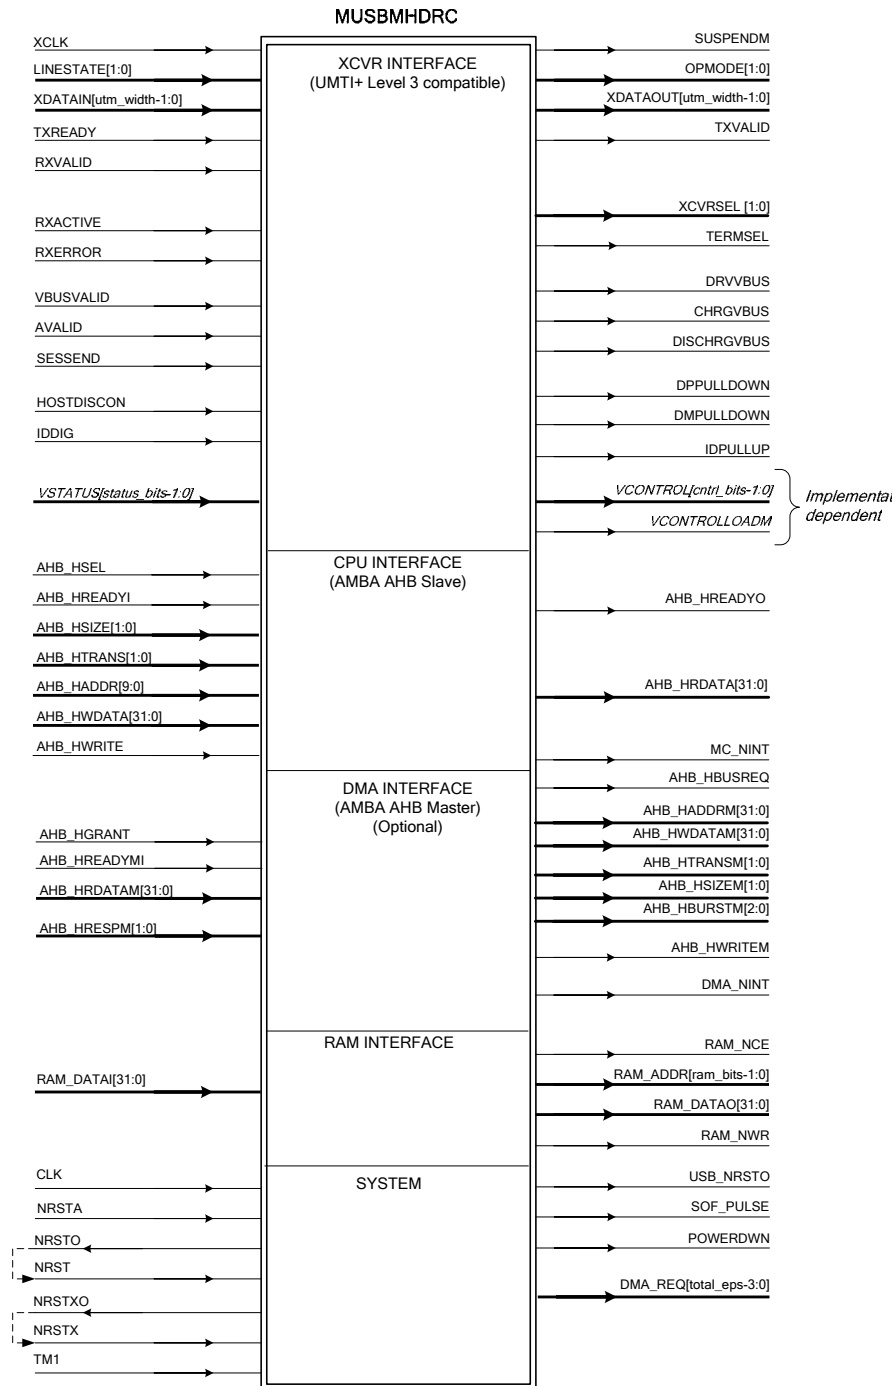 MUSBMHDRC
XCLK
LINESTATE[1:0]
XDATAIN[utm_width-1:0]
TXREADY
RXVALID
RXACTIVE
RXERROR
VBUSVALID
AVALID
SESSEND
HOSTDISCON
IDDIG
VSTATUS[status_bits-1:0]
XCVR INTERFACE
(UMTI+ Level 3 compatible)
SUSPENDM
OPMODE[1:0]
XDATAOUT[utm_width-1:0]
TXVALID
XCVRSEL [1:0]
TERMSEL
DRVVBUS
CHRGVBUS
DISCHRGVBUS
DPPULLDOWN
DMPULLDOWN
IDPULLUP
VCONTROL[cntrl_bits-1:0]
VCONTROLLOADM
Implemental
dependent
AHB_HSEL
AHB_HREADYI
AHB_HSIZE[1:0]
AHB_HTRANS[1:0]
AHB_HADDR[9:0]
AHB_HWDATA[31:0]
AHB_HWRITE
CPU INTERFACE
(AMBA AHB Slave)
AHB_HREADYO
AHB_HRDATA[31:0]
MC_NINT
AHB_HGRANT
AHB_HREADYMI
AHB_HRDATAM[31:0]
AHB_HRESPM[1:0]
DMA INTERFACE
(AMBA AHB Master)
(Optional)
AHB_HBUSREQ
AHB_HADDRM[31:0]
AHB_HWDATAM[31:0]
AHB_HTRANSM[1:0]
AHB_HSIZEM[1:0]
AHB_HBURSTM[2:0]
AHB_HWRITEM
DMA_NINT
RAM_DATAI[31:0]
RAM INTERFACE
RAM_NCE
RAM_ADDR[ram_bits-1:0]
RAM_DATAO[31:0]
RAM_NWR
CLK
NRSTA
NRSTO
NRST
NRSTXO
NRSTX
TM1
SYSTEM
USB_NRSTO
SOF_PULSE
POWERDWN
DMA_REQ[total_eps-3:0]